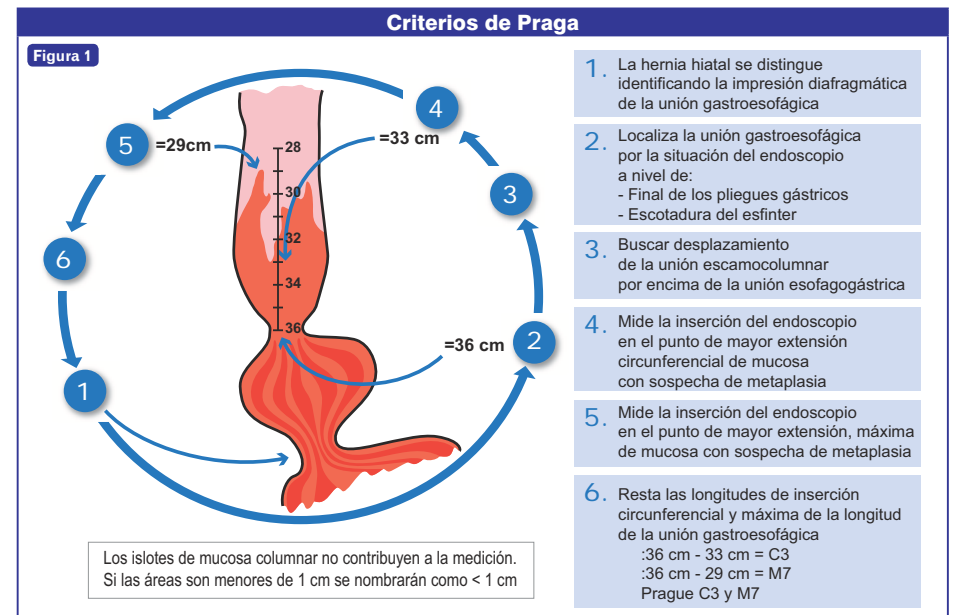 Criterios de Praga
Figura 1
1
2
3
4
5
6
=29cm
=33 cm
=36 cm
28
30
32
34
36
Los islotes de mucosa columnar no contribuyen a la medición.
Si las áreas son menores de 1 cm se nombrarán como < 1 cm
1. La hernia hiatal se distingue
identificando la impresión diafragmática
de la unión gastroesofágica
2. Localiza la unión gastroesofágica
por la situación del endoscopio
a nivel de:
- Final de los pliegues gástricos
- Escotadura del esfinter
3. Buscar desplazamiento
de la unión escamocolumnar
por encima de la unión esofagogástrica
4. Mide la inserción del endoscopio
en el punto de mayor extensión
circunferencial de mucosa
con sospecha de metaplasia
5. Mide la inserción del endoscopio
en el punto de mayor extensión, máxima
de mucosa con sospecha de metaplasia
6. Resta las longitudes de inserción
circunferencial y máxima de la longitud
de la unión gastroesofágica
:36 cm - 33 cm = C3
:36 cm - 29 cm = M7
Prague C3 y M7